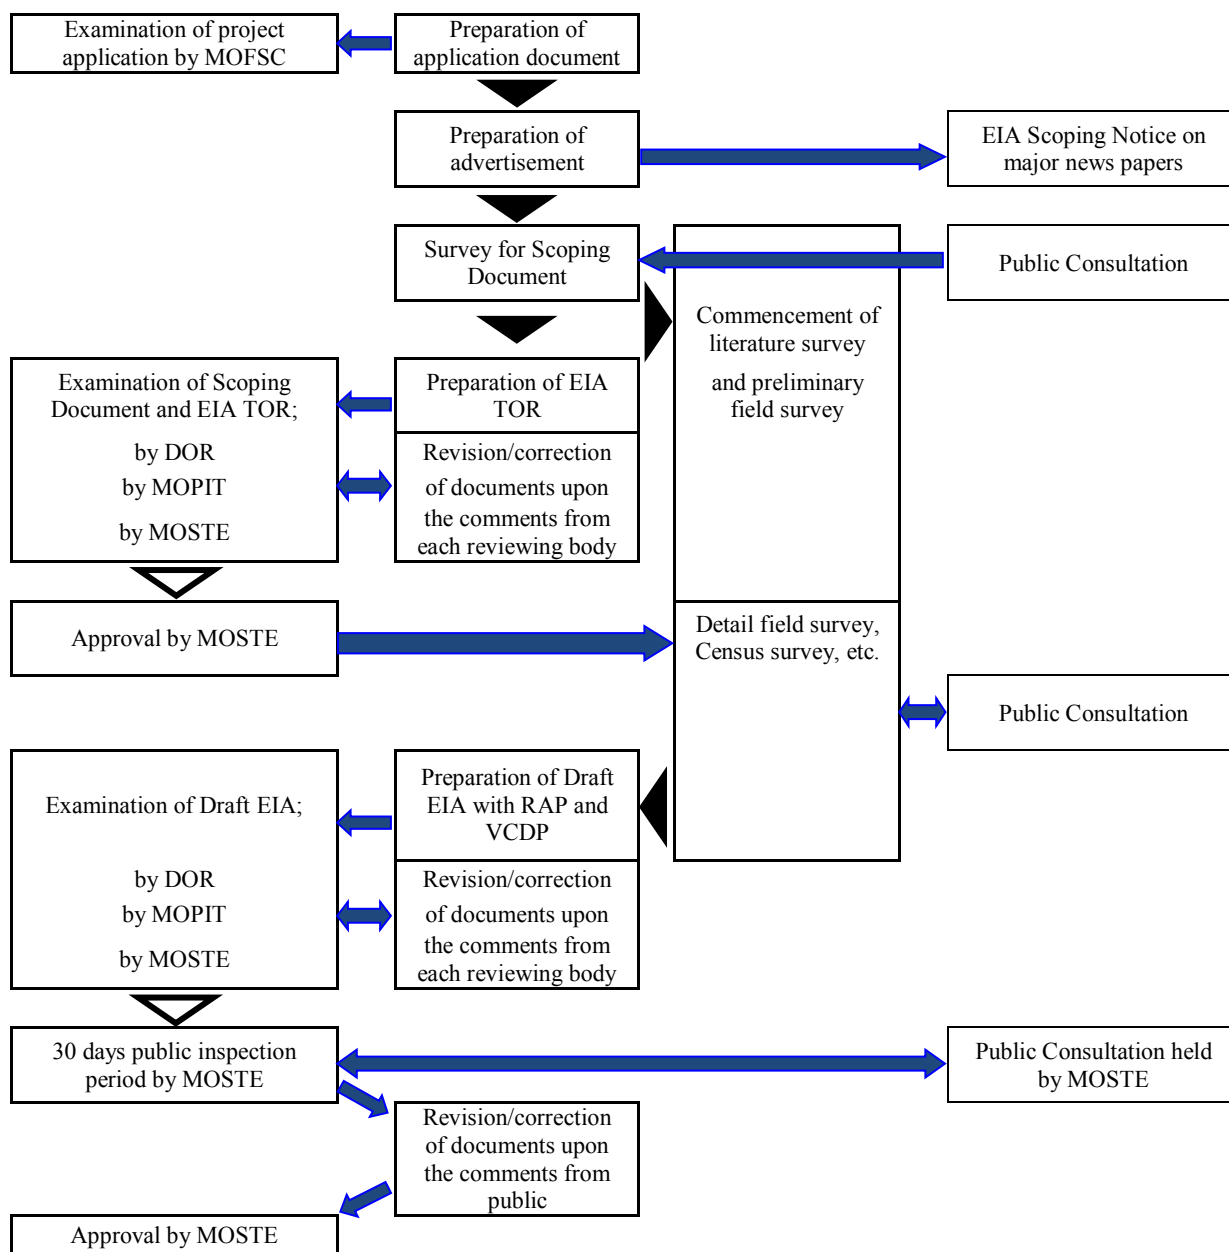 Examination of project
application by MOFSC
Preparation of
application document
Preparation of
advertisement
EIA Scoping Notice on
major news papers
Survey for Scoping
Document
Public Consultation
Commencement of
literature survey
and preliminary
field survey
Examination of Scoping
Document and EIA TOR;
by DOR
by MOPIT
by MOSTE
Preparation of EIA
TOR
Revision/correction
of documents upon
the comments from
each reviewing body
Approval by MOSTE
Detail field survey,
Census survey, etc.
Public Consultation
Examination of Draft EIA;
by DOR
by MOPIT
by MOSTE
Preparation of Draft
EIA with RAP and
VCDP
Revision/correction
of documents upon
the comments from
each reviewing body
30 days public inspection
period by MOSTE
Public Consultation held
by MOSTE
Revision/correction
of documents upon
the comments from
public
Approval by MOSTE